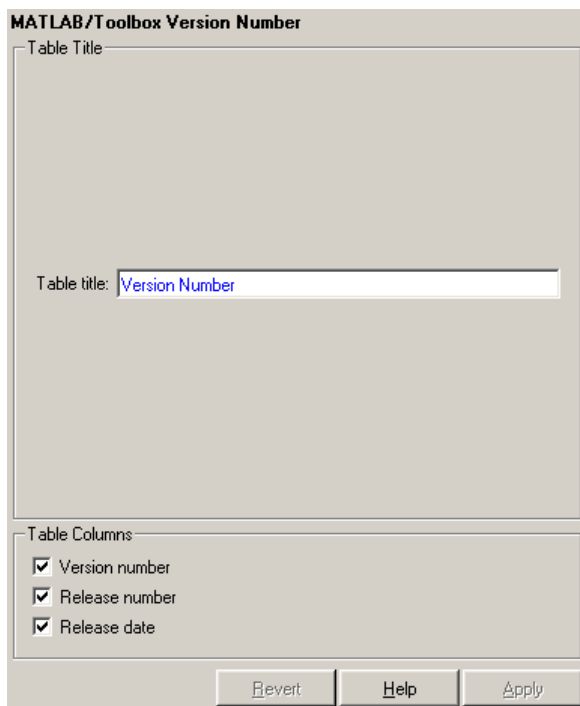 MATLAB/Toolbox Version Number
Table Title
Table title: Version Number
Table Columns
Version number
Release number
Release date
Revert Help Apply